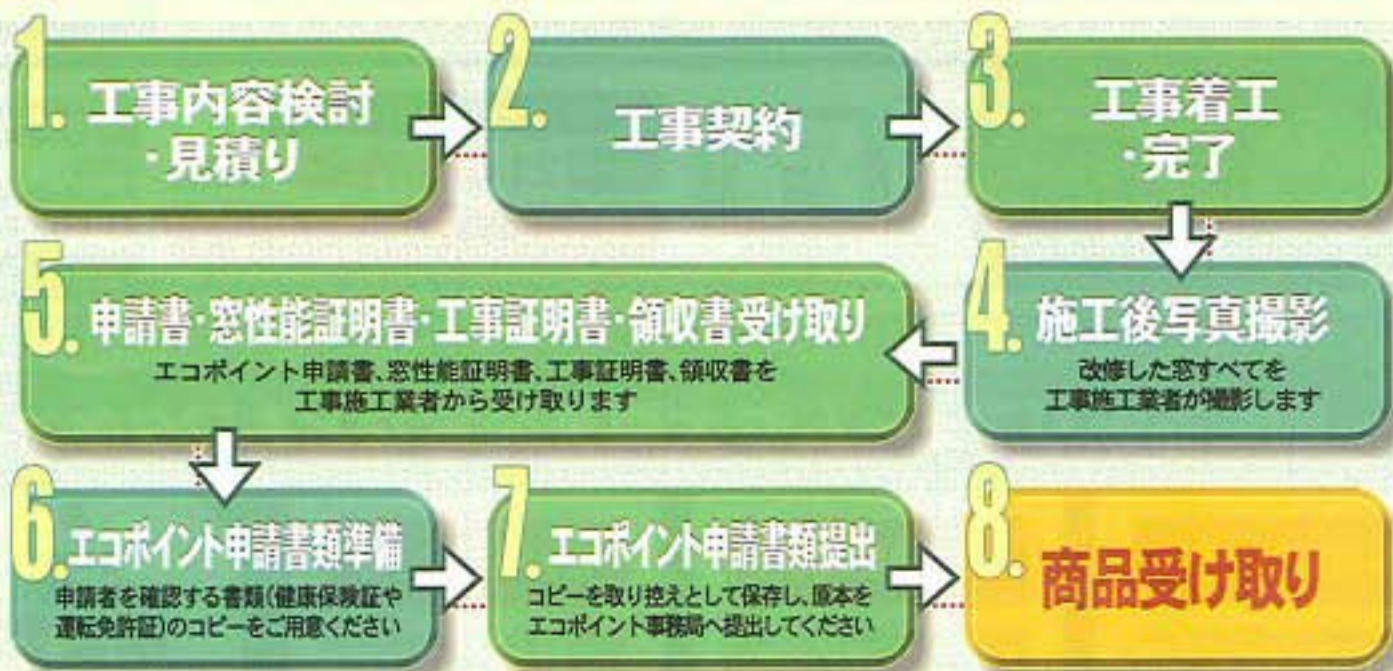 1.
工事内容検討
・見積り
2.
工事契約
3.
工事着工
・完了
4.
施工後写真撮影
改修した窓すべてを
工事施工業者が撮影します
5.
申請書・窓性能証明書・工事証明書・領収書受け取り
エコポイント申請書、窓性能証明書、工事証明書、領収書を
工事施工業者から受け取ります
6.
エコポイント申請書類準備
申請者を確認する書類(健康保険証や
運転免許証)のコピーをご用意ください
7.
エコポイント申請書類提出
コピーを取り控えとして保存し、原本を
エコポイント事務局へ提出してください
8.
商品受け取り